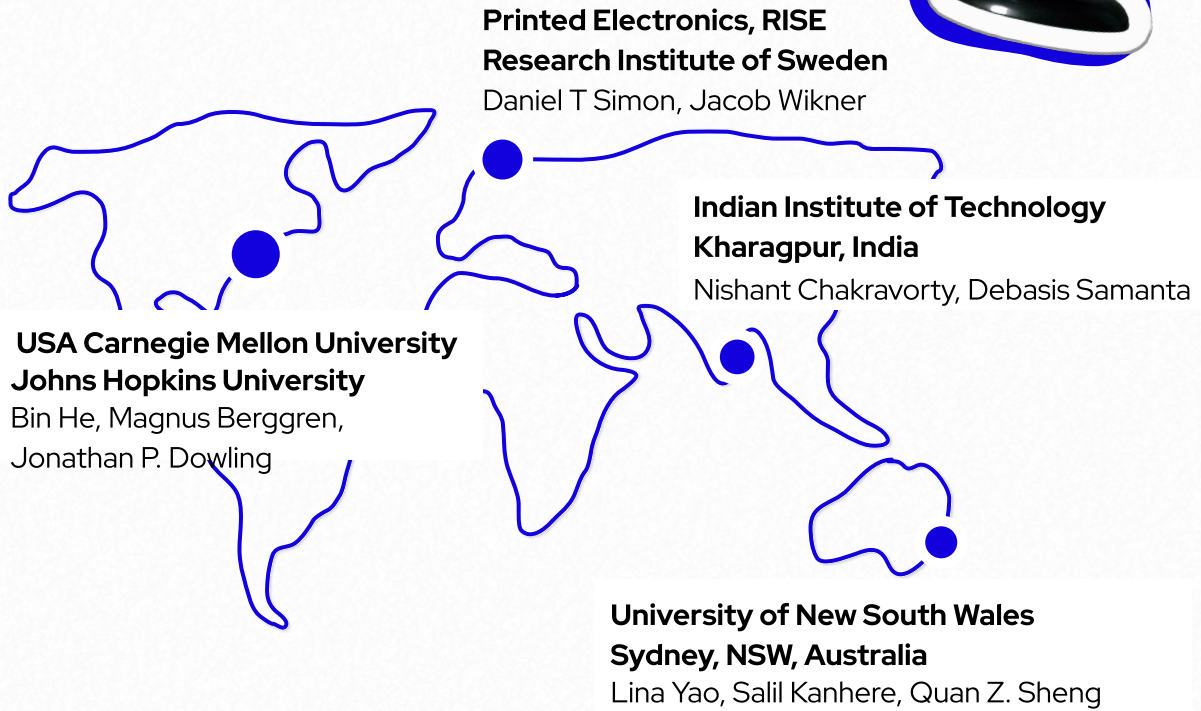 Printed Electronics, RISE
Research Institute of Sweden
Daniel T Simon, Jacob Wikner
Indian Institute of Technology
Kharagpur, India
Nishant Chakravorty, Debasis Samanta
USA Carnegie Mellon University
Johns Hopkins University
Bin He, Magnus Berggren,
Jonathan P. Dowling
University of New South Wales
Sydney, NSW, Australia
Lina Yao, Salil Kanhere, Quan Z. Sheng